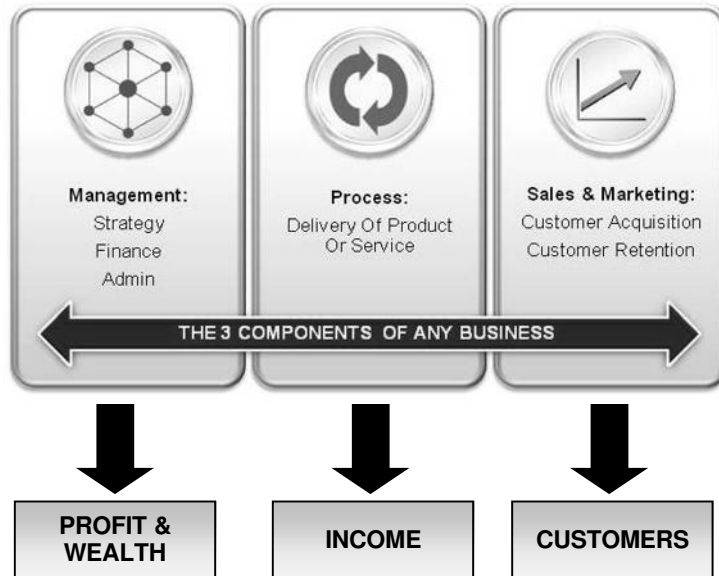 Management:
Strategy
Finance
Admin
Process:
Delivery Of Product
Or Service
Sales & Marketing:
Customer Acquisition
Customer Retention
THE 3 COMPONENTS OF ANY BUSINESS
PROFIT &
WEALTH
INCOME
CUSTOMERS